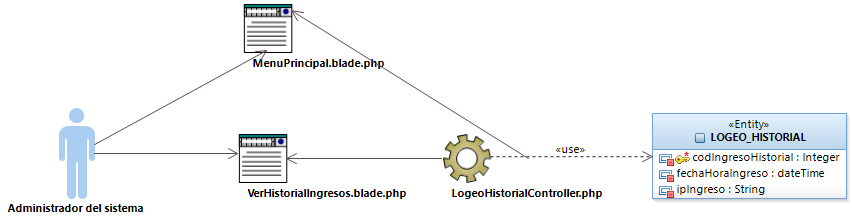 MenuPrincipal.blade.php
Administrador del sistema
VerHistorialIngresos.blade.php
LogeoHistorialController.php
«use»
«Entity»
LOGEO_HISTORIAL
codIngresoHistorial : Integer
fechaHoraIngreso : dateTime
ipIngreso : String